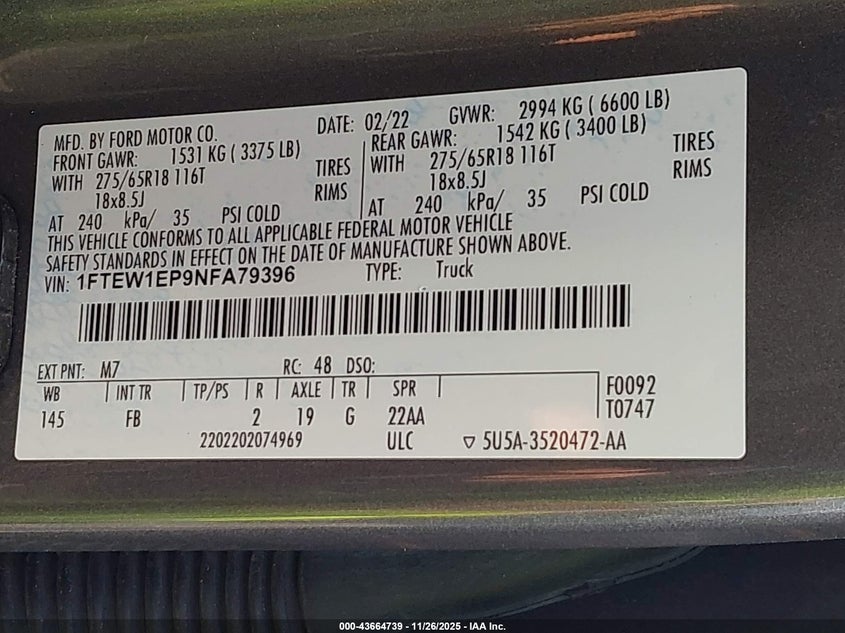 MFD. BY FORD MOTOR CO. DATE: 02/22 GVWR: 2994 KG ( 6600 LB)
FRONT GAWR: 1531 KG ( 3375 LB) REAR GAWR: 1542 KG ( 3400 LB)
WITH 275/65R18 116T TIRES WITH 275/65R18 116T TIRES
18x8.5J RIMS 18x8.5J RIMS
AT 240 kPa/ 35 PSI COLD AT 240 kPa/ 35 PSI COLD
THIS VEHICLE CONFORMS TO ALL APPLICABLE FEDERAL MOTOR VEHICLE
SAFETY STANDARDS IN EFFECT ON THE DATE OF MANUFACTURE SHOWN ABOVE.
VIN: 1FTEW1EP9NFA79396 TYPE: Truck
EXT PNT: M7 RC: 48 DSO:
WB INT TR TP/PS R AXLE TR SPR F0092
145 FB 2 19 G 22AA T0747
2202202074969 ULC 5U5A-3520472-AA
000-43664739 - 11/26/2025 - IAA Inc.